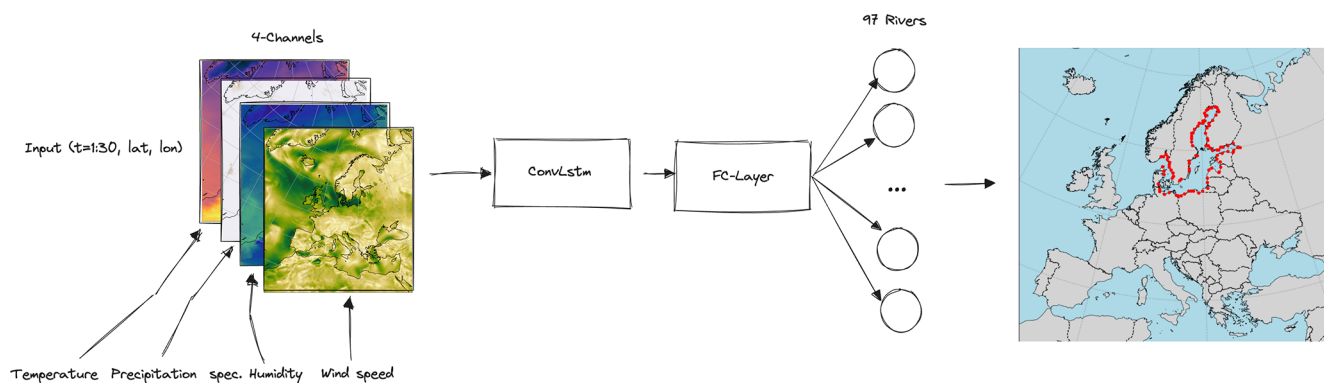 97 Rivers
4-Channels
Input (t=1:30, lat, lon)
ConvLstm
FC-Layer
...
Temperature Precipitation spec. Humidity Wind speed